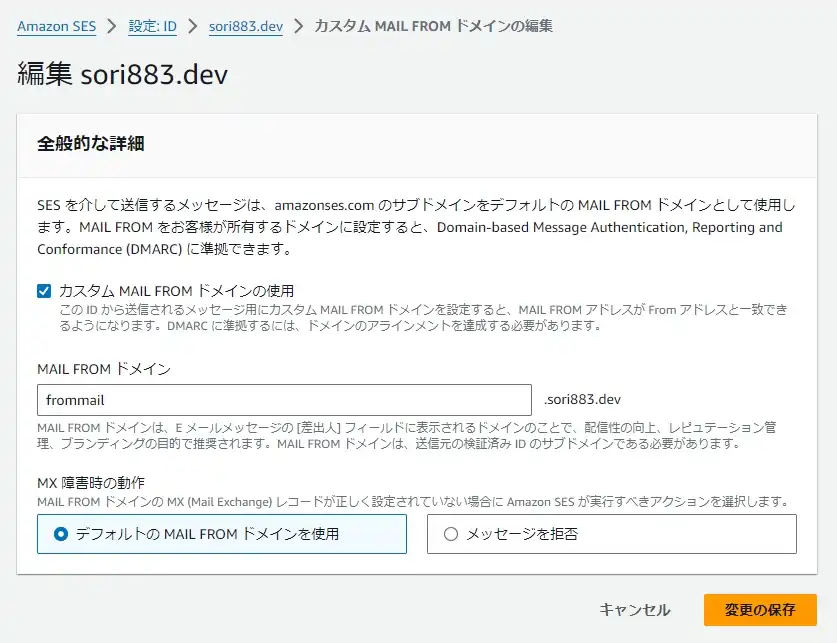 Amazon SES > 設定: ID > sori883.dev > カスタム MAIL FROM ドメインの編集
編集 sori883.dev
全般的な詳細
SES を介して送信するメッセージは、amazonses.com のサブドメインをデフォルトの MAIL FROM ドメインとして使用し
ます。MAIL FROM をお客様が所有するドメインに設定すると、Domain-based Message Authentication, Reporting and
Conformance (DMARC) に準拠できます。
カスタム MAIL FROM ドメインの使用
この ID から送信されるメッセージ用にカスタム MAIL FROM ドメインを設定すると、MAIL FROM アドレスが From アドレスと一致でき
るようになります。DMARC に準拠するには、ドメインのアラインメントを達成する必要があります。
MAIL FROM ドメイン
frommail .sori883.dev
MAIL FROM ドメインは、E メールメッセージの [差出人] フィールドに表示されるドメインのことで、配信性の向上、レピュテーション管
理、ブランディングの目的で推奨されます。MAIL FROM ドメインは、送信元の検証済み ID のサブドメインである必要があります。
MX 障害時の動作
MAIL FROM ドメインの MX (Mail Exchange) レコードが正しく設定されていない場合に Amazon SES が実行すべきアクションを選択します。
デフォルトの MAIL FROM ドメインを使用 メッセージを拒否
キャンセル 変更の保存